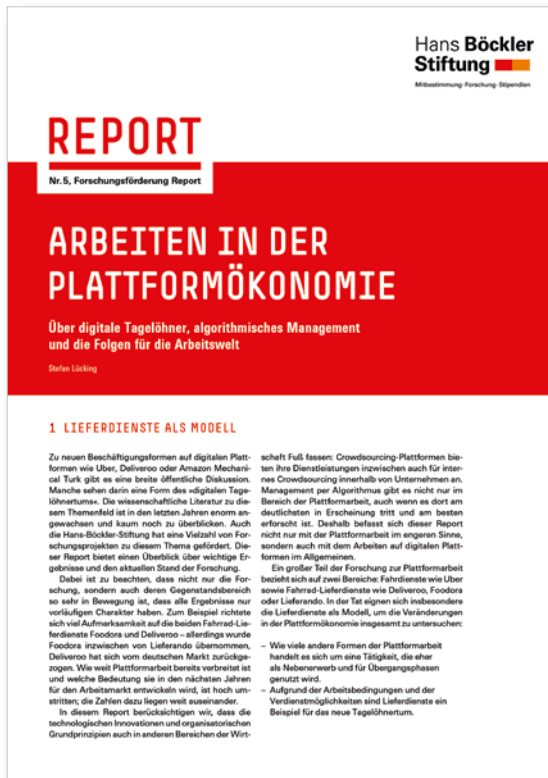 Hans Böckler
Stiftung
Mitbestimmung · Forschung · Stipendien
REPORT
Nr. 5, Forschungsförderung Report
ARBEITEN IN DER
PLATTFORMÖKONOMIE
Über digitale Tagelöhner, algorithmisches Management
und die Folgen für die Arbeitswelt
Stefan Lücking
1 LIEFERDIENSTE ALS MODELL
Zu neuen Beschäftigungsformen auf digitalen Platt-
formen wie Uber, Deliveroo oder Amazon Mechani-
cal Turk gibt es eine breite öffentliche Diskussion.
Manche sehen darin eine Form des »digitalen Tage-
löhnertums«. Die wissenschaftliche Literatur zu die-
sem Themenfeld ist in den letzten Jahren enorm an-
gewachsen und kaum noch zu überblicken. Auch
die Hans-Böckler-Stiftung hat eine Vielzahl von For-
schungsprojekten zu diesem Thema gefördert. Die-
ser Report bietet einen Überblick über wichtige Er-
gebnisse und den aktuellen Stand der Forschung.
Dabei ist zu beachten, dass nicht nur die For-
schung, sondern auch deren Gegenstandsbereich
so sehr in Bewegung ist, dass alle Ergebnisse nur
vorläufigen Charakter haben. Zum Beispiel richtete
sich viel Aufmerksamkeit auf die beiden Fahrrad-Lie-
ferdienste Foodora und Deliveroo – allerdings wurde
Foodora inzwischen von Lieferando übernommen,
Deliveroo hat sich vom deutschen Markt zurückge-
zogen. Wie weit Plattformarbeit bereits verbreitet ist
und welche Bedeutung sie in den nächsten Jahren
für den Arbeitsmarkt entwickeln wird, ist hoch um-
stritten; die Zahlen dazu liegen weit auseinander.
In diesem Report berücksichtigen wir, dass die
technologischen Innovationen und organisatorischen
Grundprinzipien auch in anderen Bereichen der Wirt-
schaft Fuß fassen: Crowdsourcing-Plattformen bie-
ten ihre Dienstleistungen inzwischen auch für inter-
nes Crowdsourcing innerhalb von Unternehmen an.
Management per Algorithmus gibt es nicht nur im
Bereich der Plattformarbeit, auch wenn es dort am
deutlichsten in Erscheinung tritt und am besten
erforscht ist. Deshalb befasst sich dieser Report
nicht nur mit der Plattformarbeit im engeren Sinne,
sondern auch mit dem Arbeiten auf digitalen Platt-
formen im Allgemeinen.
Ein großer Teil der Forschung zur Plattformarbeit
bezieht sich auf zwei Bereiche: Fahrdienste wie Uber
sowie Fahrrad-Lieferdienste wie Deliveroo, Foodora
oder Lieferando. In der Tat eignen sich insbesondere
die Lieferdienste als Modell, um die Veränderungen
in der Plattformökonomie insgesamt zu untersuchen:
– Wie viele andere Formen der Plattformarbeit
handelt es sich um eine Tätigkeit, die eher
als Nebenerwerb und für Übergangsphasen
genutzt wird.
– Aufgrund der Arbeitsbedingungen und der
Verdienstmöglichkeiten sind Lieferdienste ein
Beispiel für das neue Tagelöhnertum.